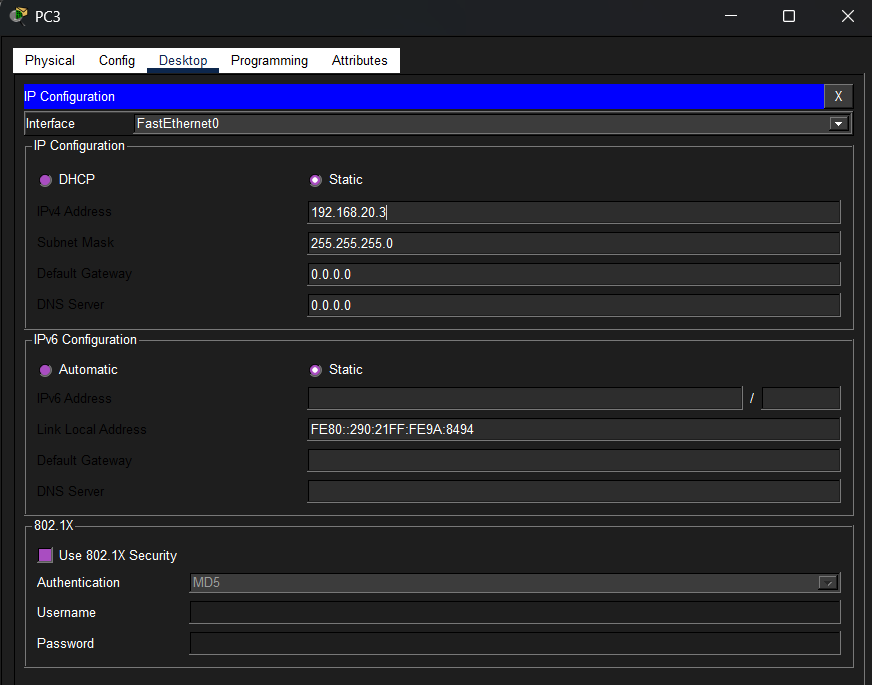 PC3
Physical Config Desktop Programming Attributes
IP Configuration X
Interface FastEthernet0
IP Configuration
DHCP Static
IPv4 Address 192.168.20.3
Subnet Mask 255.255.255.0
Default Gateway 0.0.0.0
DNS Server 0.0.0.0
IPv6 Configuration
Automatic Static
IPv6 Address /
Link Local Address FE80::290:21FF:FE9A:8494
Default Gateway
DNS Server
802.1X
Use 802.1X Security
Authentication MD5
Username
Password